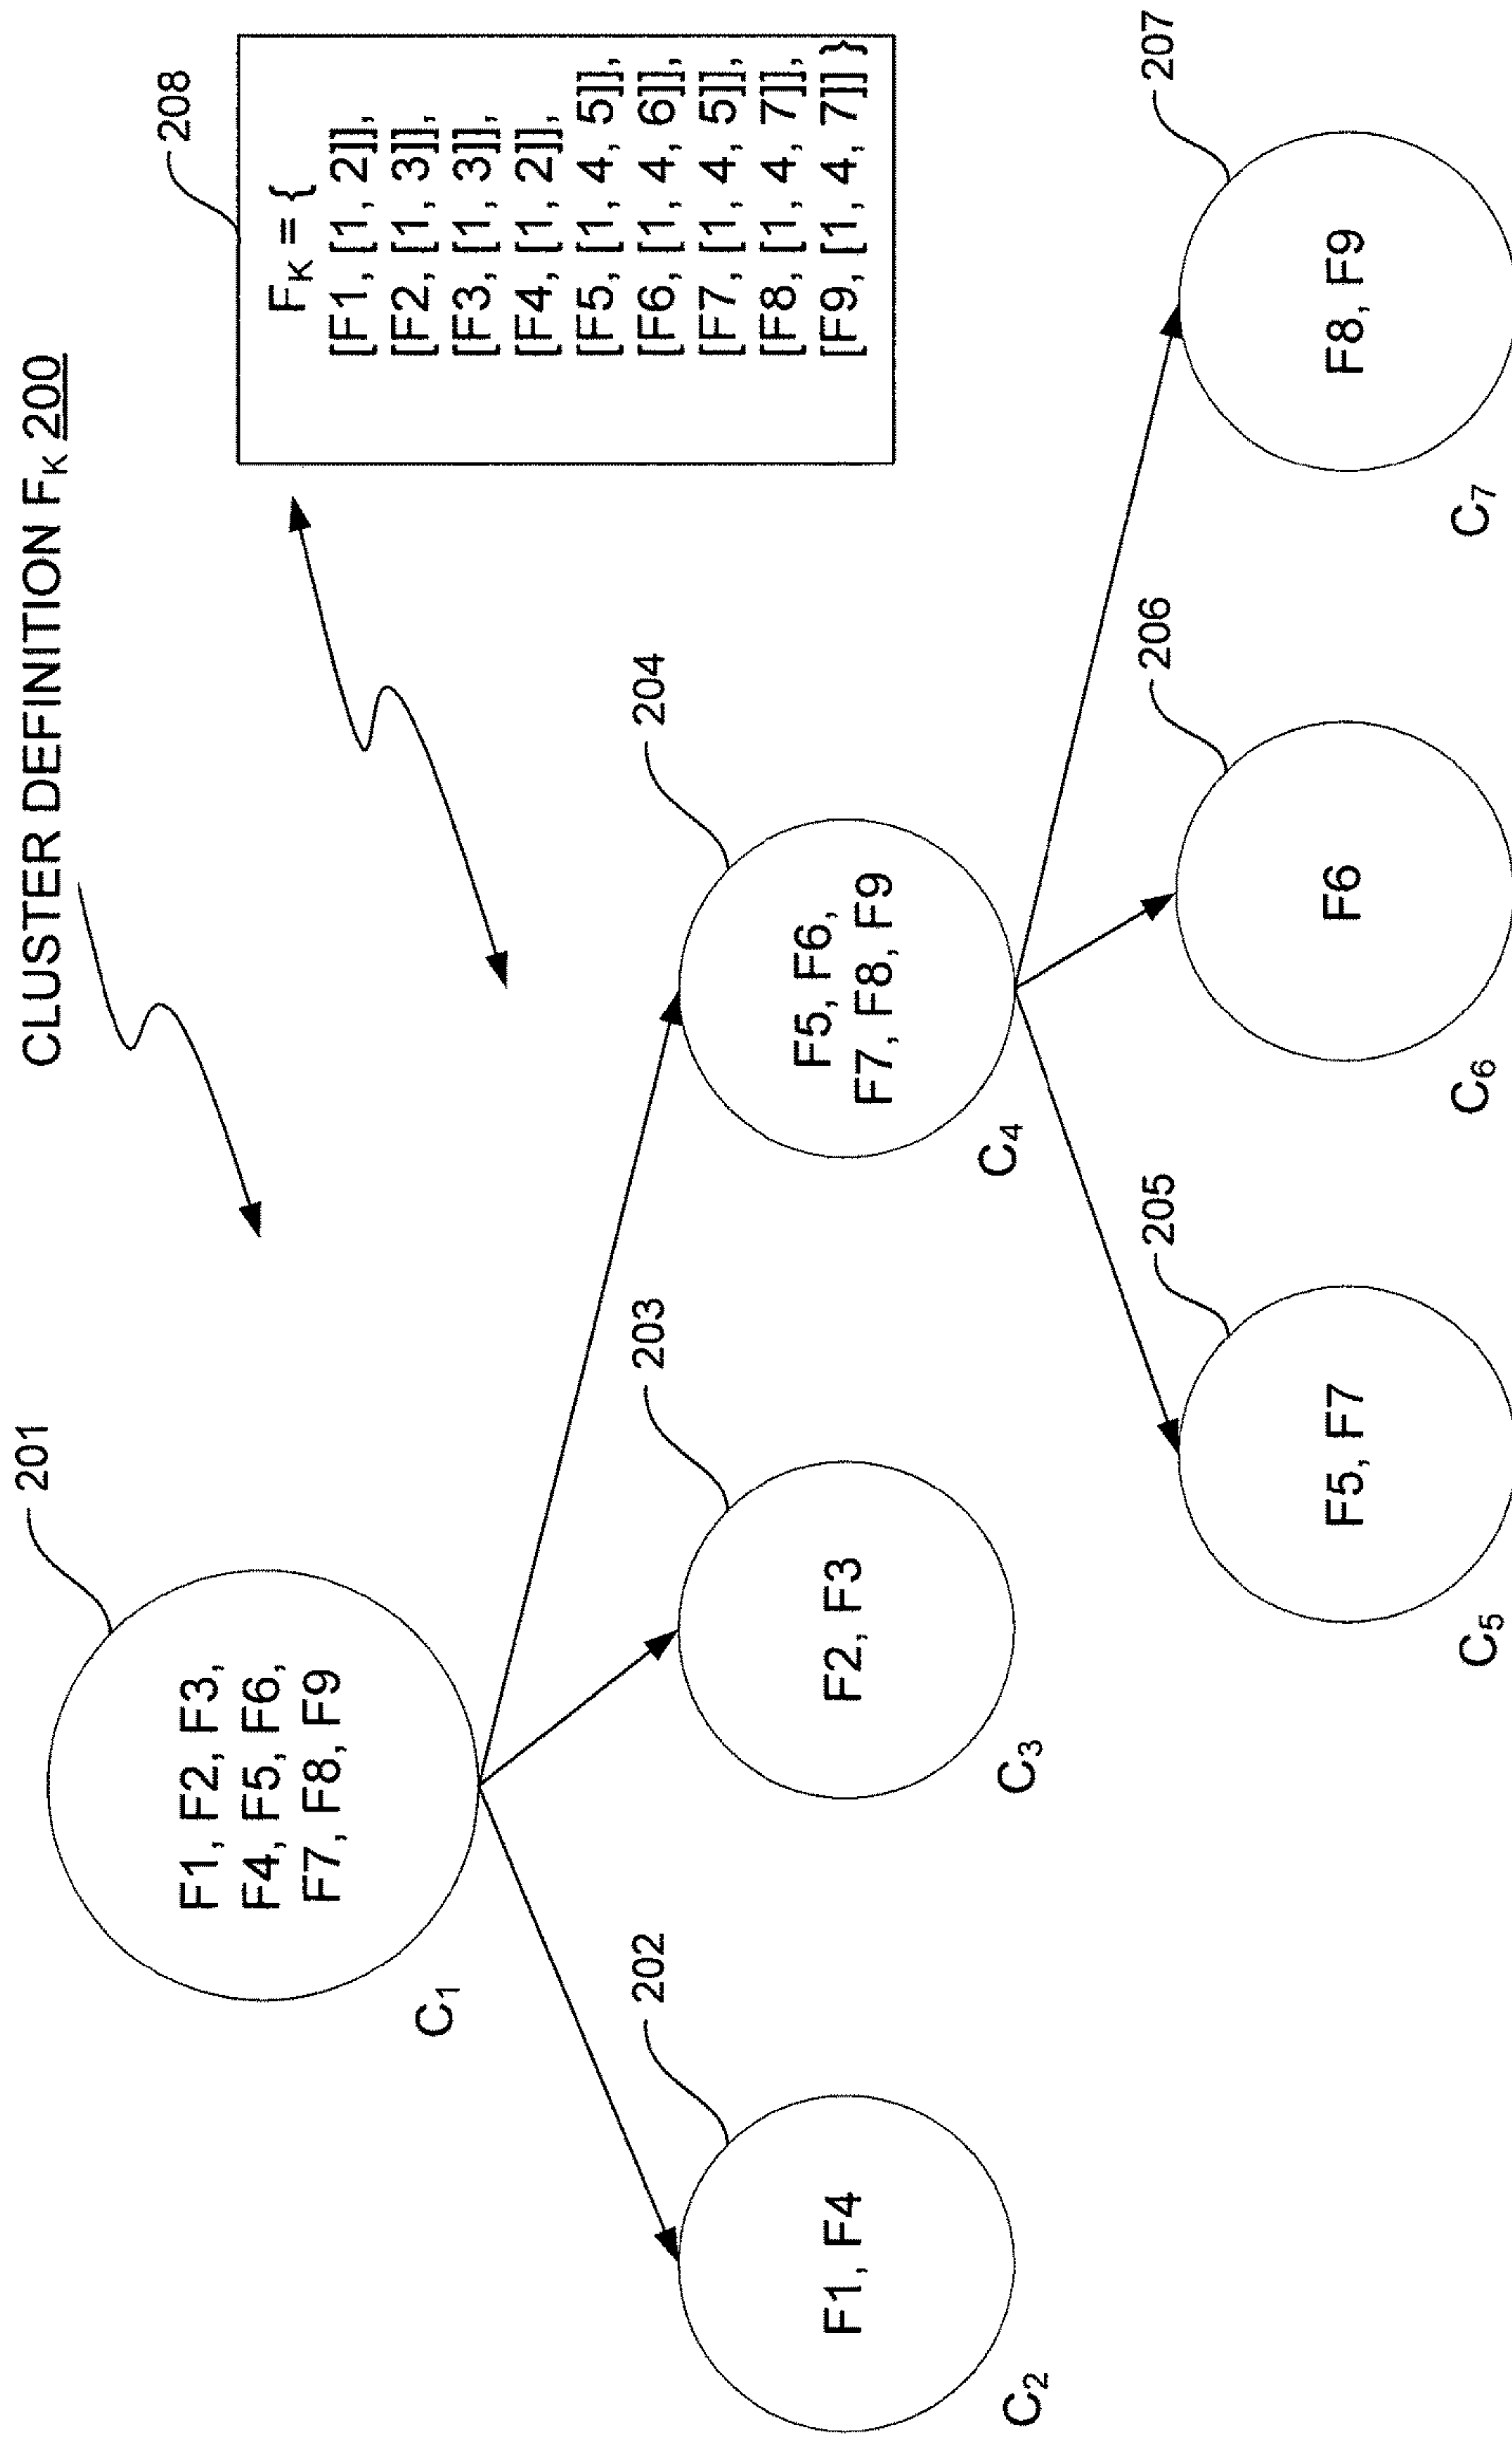 CLUSTER DEFINITION FK 200
201
F1, F2, F3,
F4, F5, F6,
F7, F8, F9
C1
208
FK = {
[F1, [1, 2]],
[F2, [1, 3]],
[F3, [1, 3]],
[F4, [1, 2]],
[F5, [1, 4, 5]],
[F6, [1, 4, 6]],
[F7, [1, 4, 5]],
[F8, [1, 4, 7]],
[F9, [1, 4, 7]] }
202
F1, F4
C2
203
F2, F3
C3
204
F5, F6,
F7, F8, F9
C4
205
F5, F7
C5
206
F6
C6
207
F8, F9
C7